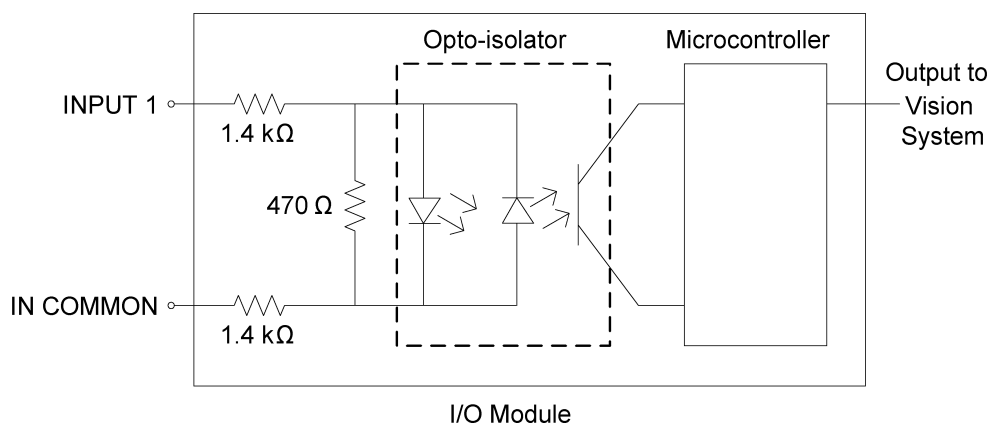 Opto-isolator
Microcontroller
INPUT 1
1.4 kΩ
Output to
Vision
System
470 Ω
IN COMMON
1.4 kΩ
I/O Module